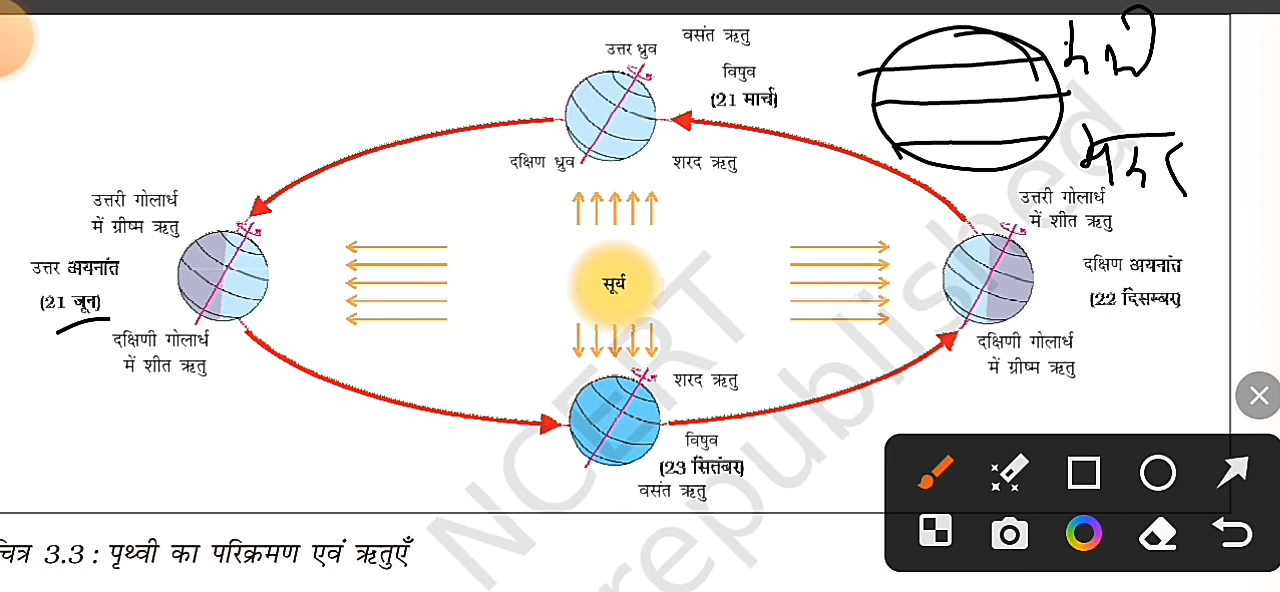 वसंत ऋतु
उत्तर ध्रुव
विषुव
(21 मार्च)
दक्षिण ध्रुव
शरद ऋतु
उत्तरी गोलार्ध
में ग्रीष्म ऋतु
उत्तर अयनांत
(21 जून)
दक्षिणी गोलार्ध
में शीत ऋतु
सूर्य
उत्तरी गोलार्ध
में शीत ऋतु
दक्षिण अयनांत
(22 दिसम्बर)
दक्षिणी गोलार्ध
में ग्रीष्म ऋतु
शरद ऋतु
विषुव
(23 सितंबर)
वसंत ऋतु
NCERT
republished
चित्र 3.3 : पृथ्वी का परिक्रमण एवं ऋतुएँ